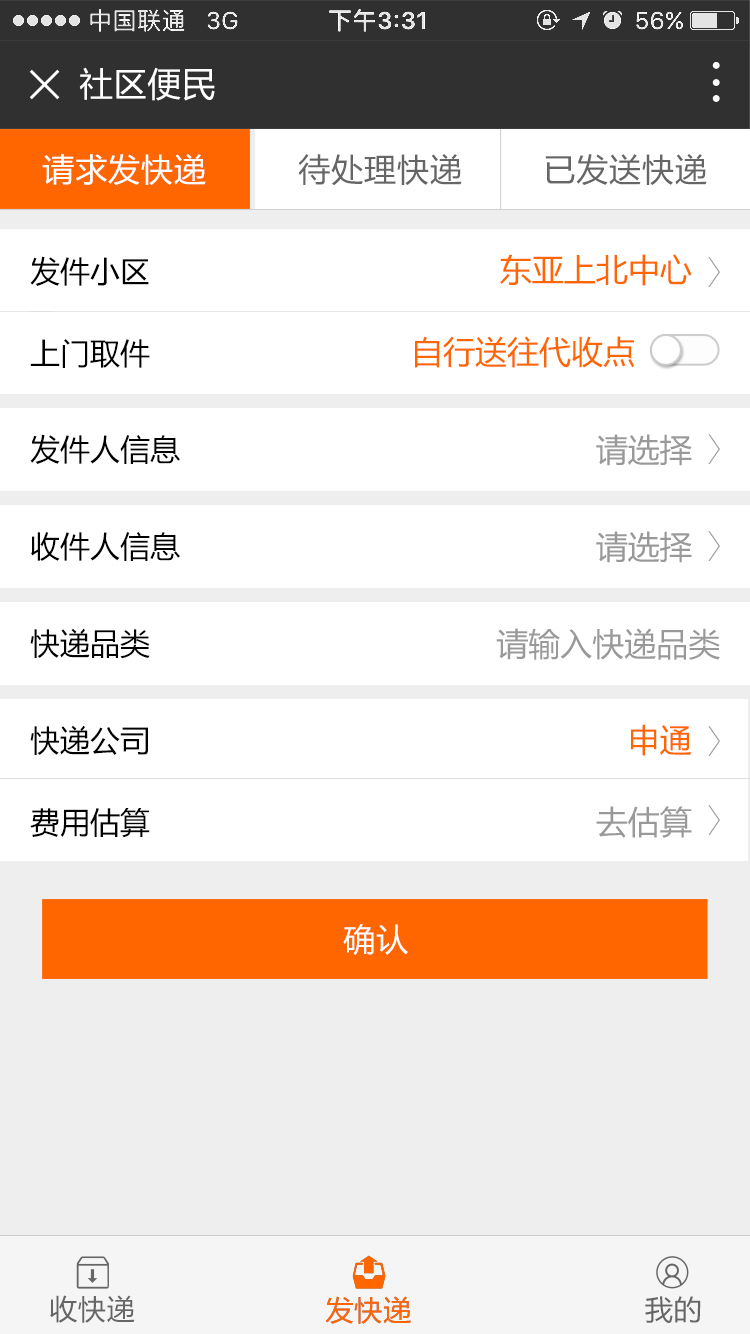 中国联通 3G 下午3:31 56%
社区便民
请求发快递 待处理快递 已发送快递
发件小区 东亚上北中心
上门取件 自行送往代收点
发件人信息 请选择
收件人信息 请选择
快递品类 请输入快递品类
快递公司 申通
费用估算 去估算
确认
收快递 发快递 我的